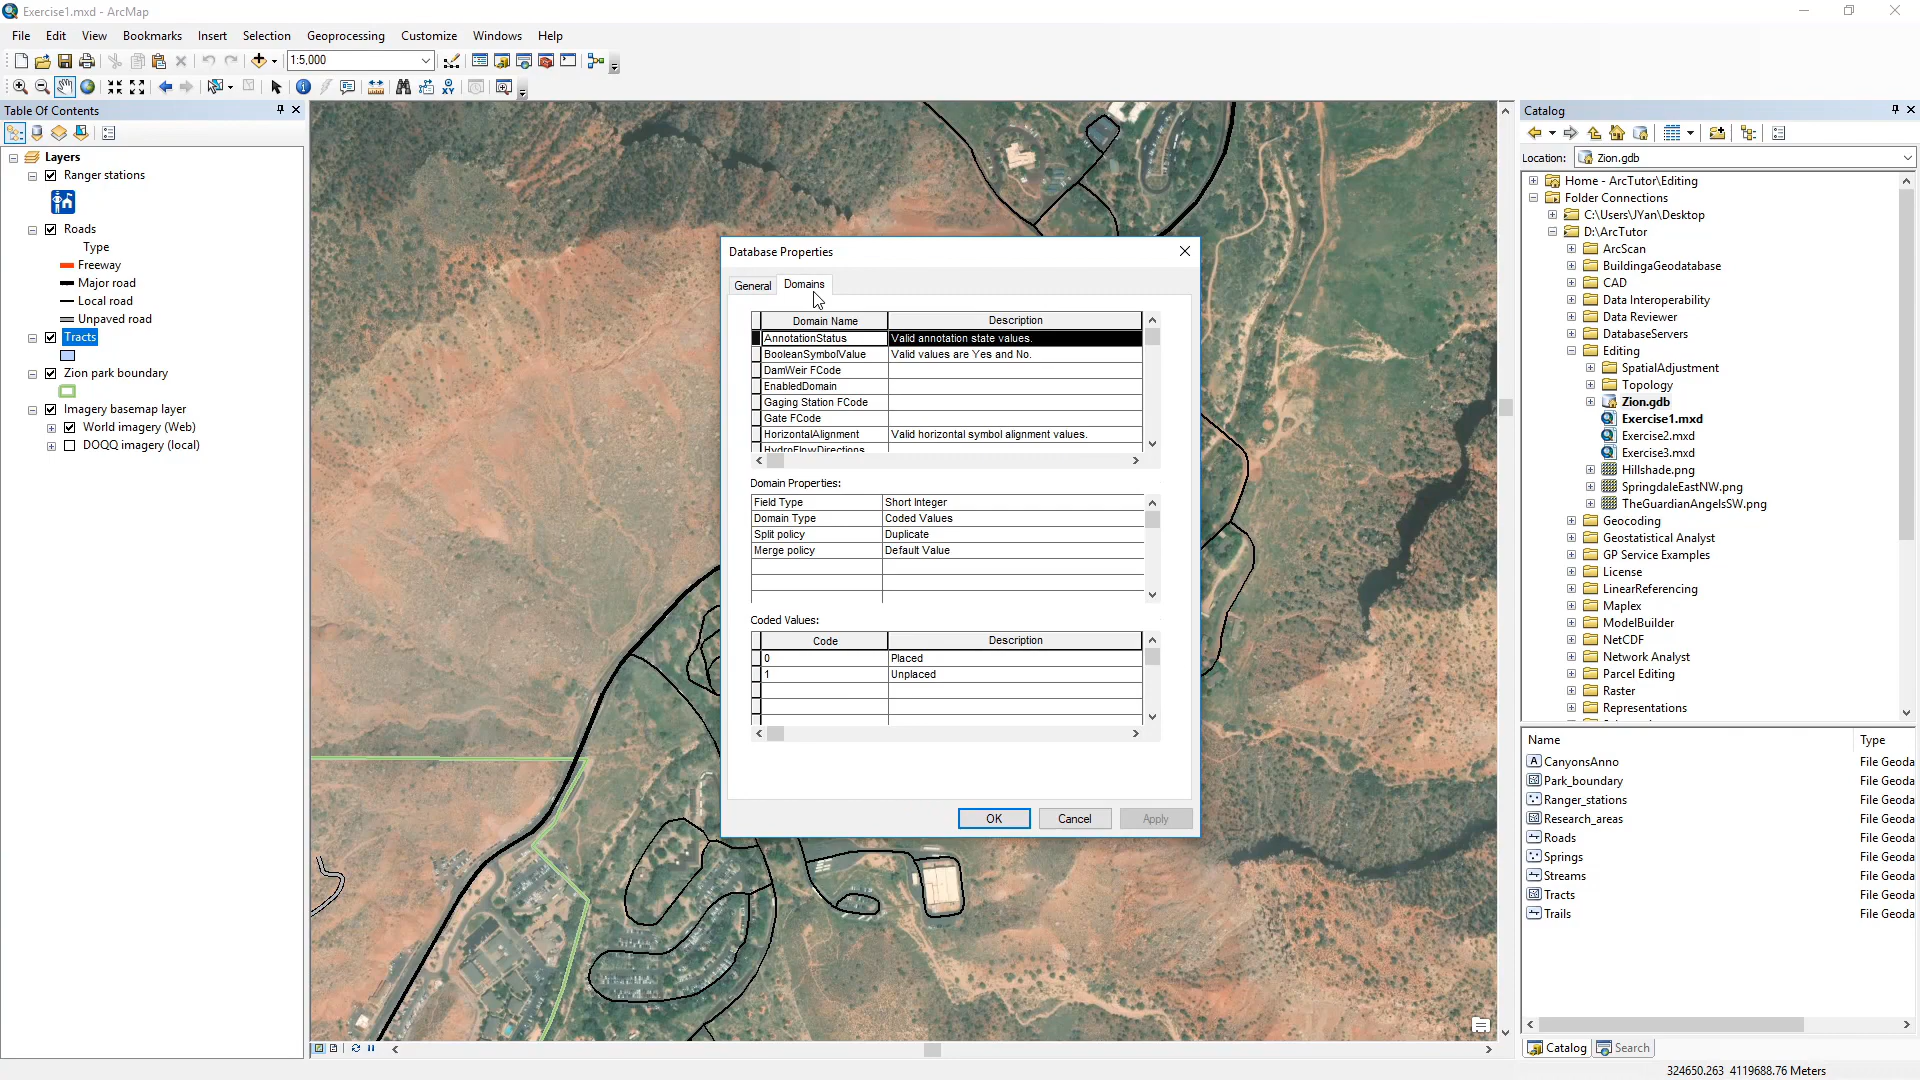 Exercise1.mxd - ArcMap
File Edit View Bookmarks Insert Selection Geoprocessing Customize Windows Help
1:5,000
Table Of Contents
Layers
Ranger stations
Roads
Type
Freeway
Major road
Local road
Unpaved road
Tracts
Zion park boundary
Imagery basemap layer
World imagery (Web)
DOQQ imagery (local)
Database Properties
General Domains
Domain Name Description
AnnotationStatus Valid annotation state values.
BooleanSymbolValue Valid values are Yes and No.
DamWeir FCode
EnabledDomain
Gaging Station FCode
Gate FCode
HorizontalAlignment Valid horizontal symbol alignment values.
HydroFlowDirections
Domain Properties:
Field Type Short Integer
Domain Type Coded Values
Split policy Duplicate
Merge policy Default Value
Coded Values:
Code Description
0 Placed
1 Unplaced
OK Cancel Apply
Catalog
Location: Zion.gdb
Home - ArcTutor\Editing
Folder Connections
C:\Users\JYan\Desktop
D:\ArcTutor
ArcScan
BuildingaGeodatabase
CAD
Data Interoperability
Data Reviewer
DatabaseServers
Editing
SpatialAdjustment
Topology
Zion.gdb
Exercise1.mxd
Exercise2.mxd
Exercise3.mxd
Hillshade.png
SpringdaleEastNW.png
TheGuardianAngelsSW.png
Geocoding
Geostatistical Analyst
GP Service Examples
License
LinearReferencing
Maplex
ModelBuilder
NetCDF
Network Analyst
Parcel Editing
Raster
Representations
Name Type
CanyonsAnno File Geoda
Park_boundary File Geoda
Ranger_stations File Geoda
Research_areas File Geoda
Roads File Geoda
Springs File Geoda
Streams File Geoda
Tracts File Geoda
Trails File Geoda
Catalog Search
324650.263 4119688.76 Meters